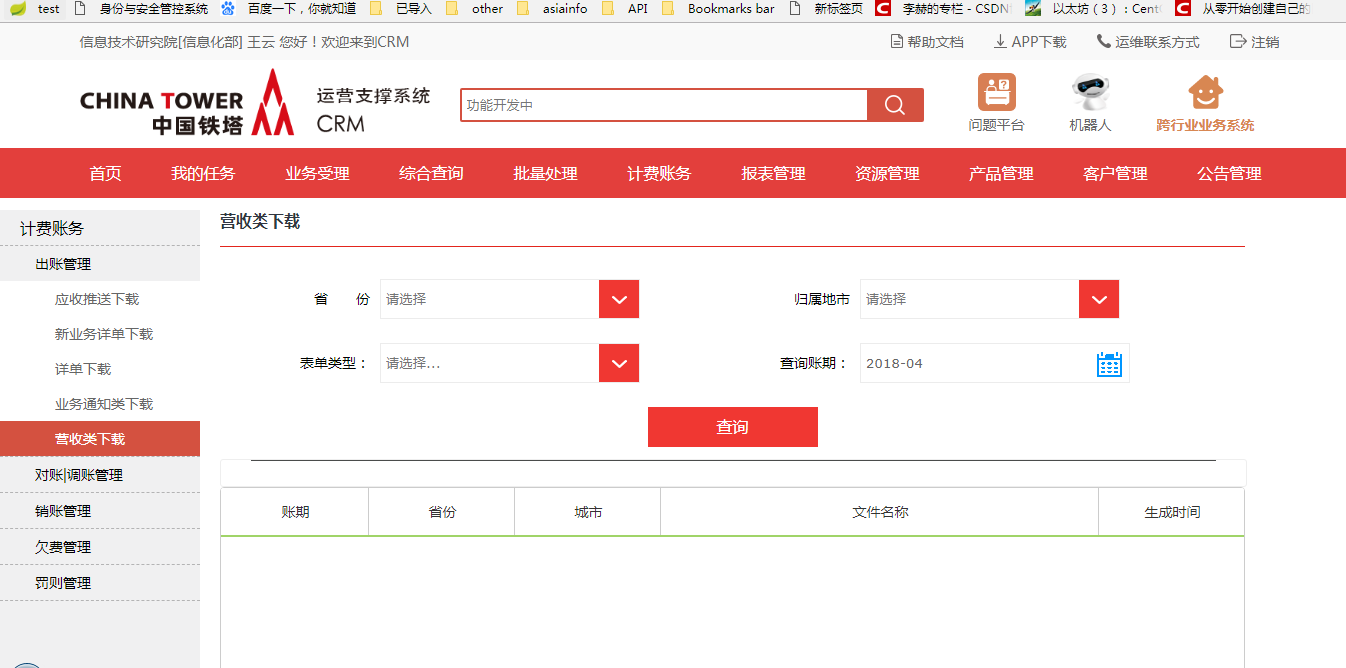 test 身份与安全管控系统 百度一下，你就知道 已导入 other asiainfo API Bookmarks bar 新标签页 李赫的专栏 - CSDN 以太坊（3）：Cent 从零开始创建自己的
信息技术研究院[信息化部] 王云 您好！欢迎来到CRM 帮助文档 APP下载 运维联系方式 注销
CHINA TOWER
中国铁塔
运营支撑系统
CRM
功能开发中
问题平台 机器人 跨行业业务系统
首页 我的任务 业务受理 综合查询 批量处理 计费账务 报表管理 资源管理 产品管理 客户管理 公告管理
计费账务
出账管理
应收推送下载
新业务详单下载
详单下载
业务通知类下载
营收类下载
对账|调账管理
销账管理
欠费管理
罚则管理
营收类下载
省 份 请选择 归属地市 请选择
表单类型： 请选择... 查询账期： 2018-04
查询
账期 省份 城市 文件名称 生成时间